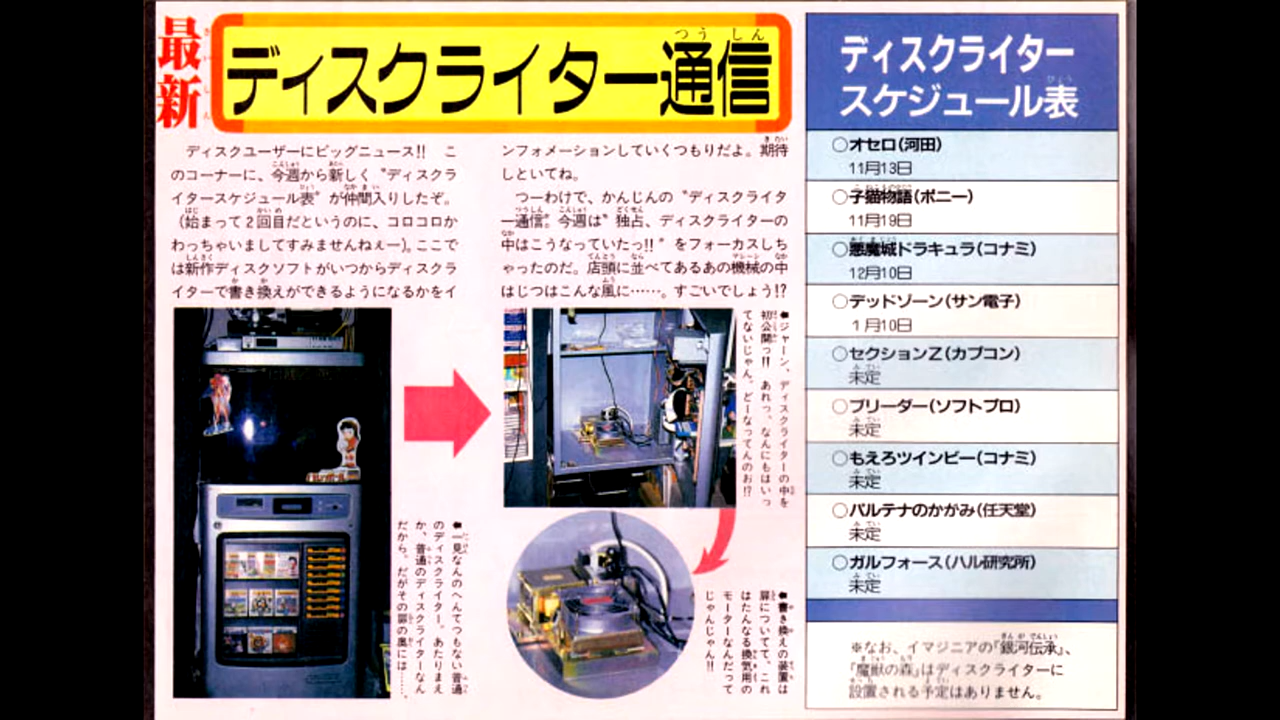 最新
ディスクライター通信
ディスクユーザーにビッグニュース!! こ
のコーナーに、今週から新しく〝ディスクラ
イタースケジュール表〟が仲間入りしたぞ。
(始まって2回目だというのに、コロコロか
わっちゃいましてすみませんねえー)。ここで
は新作ディスクソフトがいつからディスクラ
イターで書き換えができるようになるかをイ
ンフォメーションしていくつもりだよ。期待
しといてね。
つーわけで、かんじんの〝ディスクライタ
ー通信〟。今週は〝独占、ディスクライターの
中はこうなっていたっ!!〟をフォーカスしち
ゃったのだ。店頭に並べてあるあの機械の中
はじつはこんな風に……。すごいでしょう!?
一見なんのへんてつもない普通
のディスクライター。あたりまえ
か、普通のディスクライターなん
だから。だがその扉の奥には……。
ジャーン、ディスクライターの中を
初公開っ!! あれっ、なんにもはいっ
てないじゃん。どーなってんのお!?
書き換えの装置は
扉についてて、これ
はたんなる換気用の
モーターなんだって
じゃんじゃん!!
ディスクライター
スケジュール表
○オセロ(河田)
11月13日
○子猫物語(ポニー)
11月19日
○悪魔城ドラキュラ(コナミ)
12月10日
○デッドゾーン(サン電子)
1月10日
○セクションZ(カプコン)
未定
○ブリーダー(ソフトプロ)
未定
○もえろツインビー(コナミ)
未定
○パルテナのかがみ(任天堂)
未定
○ガルフォース(ハル研究所)
未定
※なお、イマジニアの「銀河伝承」、
「魔獣の森」はディスクライターに
設置される予定はありません。